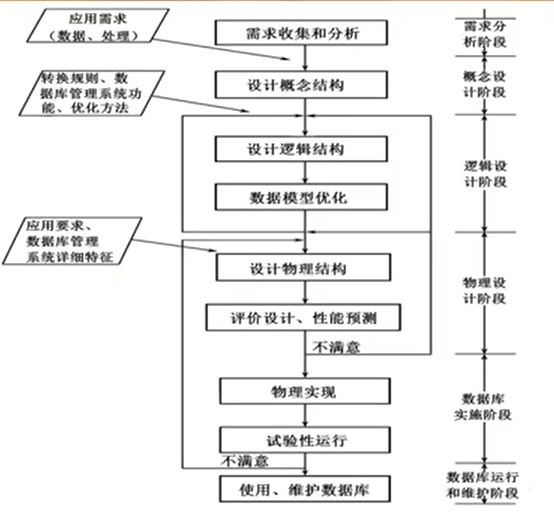 应用需求
(数据、处理)
需求收集和分析
需求分
析阶段
转换规则、数
据库管理系统功
能、优化方法
设计概念结构
概念设
计阶段
设计逻辑结构
数据模型优化
逻辑设
计阶段
应用要求、
数据库管理
系统详细特征
设计物理结构
评价设计、性能预测
不满意
物理设
计阶段
物理实现
试验性运行
不满意
数据库
实施阶段
使用、维护数据库
数据库运行
和维护阶段